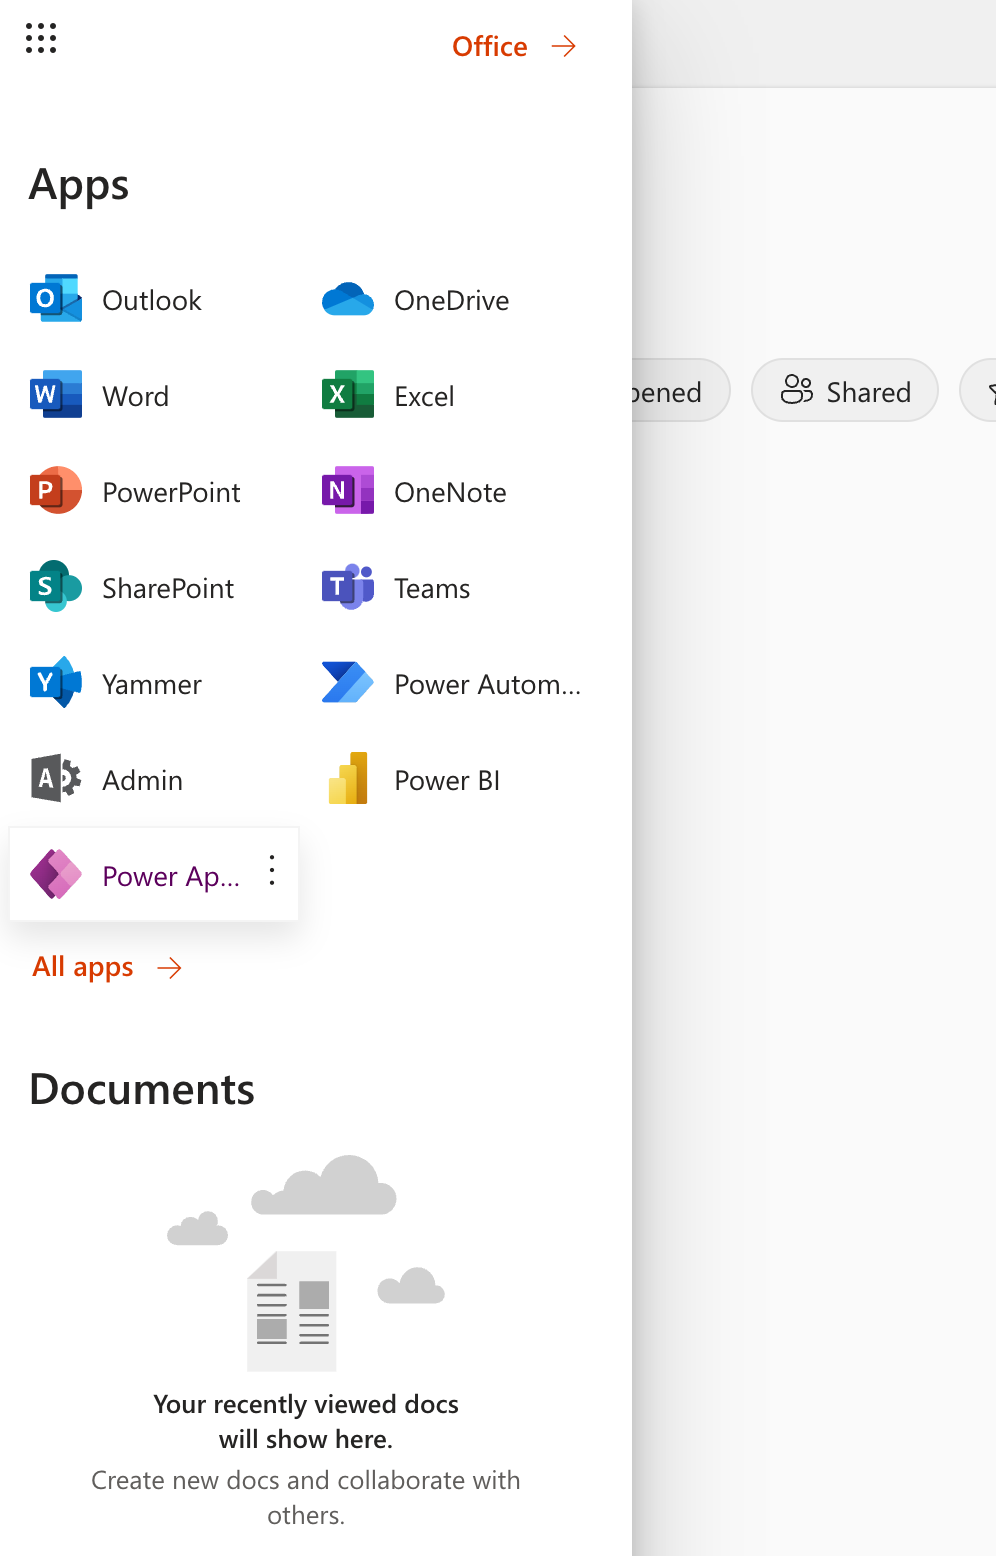 Office
Apps
Outlook
OneDrive
Word
Excel
PowerPoint
OneNote
SharePoint
Teams
Yammer
Power Autom...
Admin
Power BI
Power Ap...
All apps
Documents
Your recently viewed docs
will show here.
Create new docs and collaborate with
others.
pened
Shared